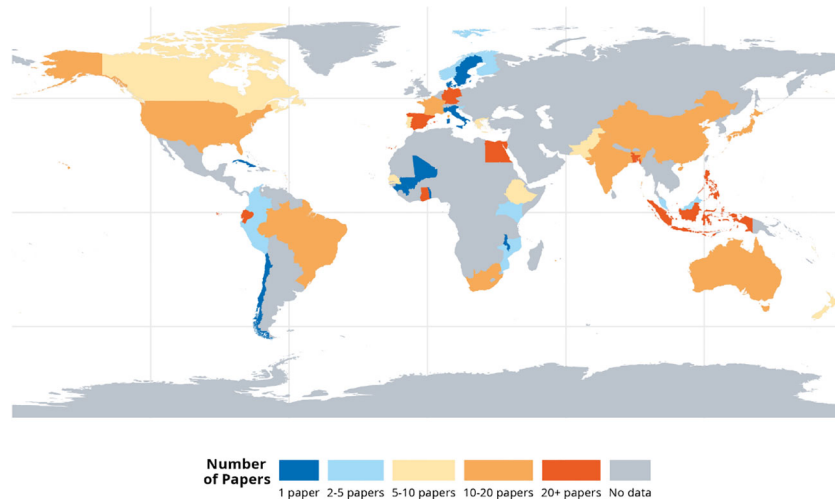 Number
of Papers
1 paper
2-5 papers
5-10 papers
10-20 papers
20+ papers
No data